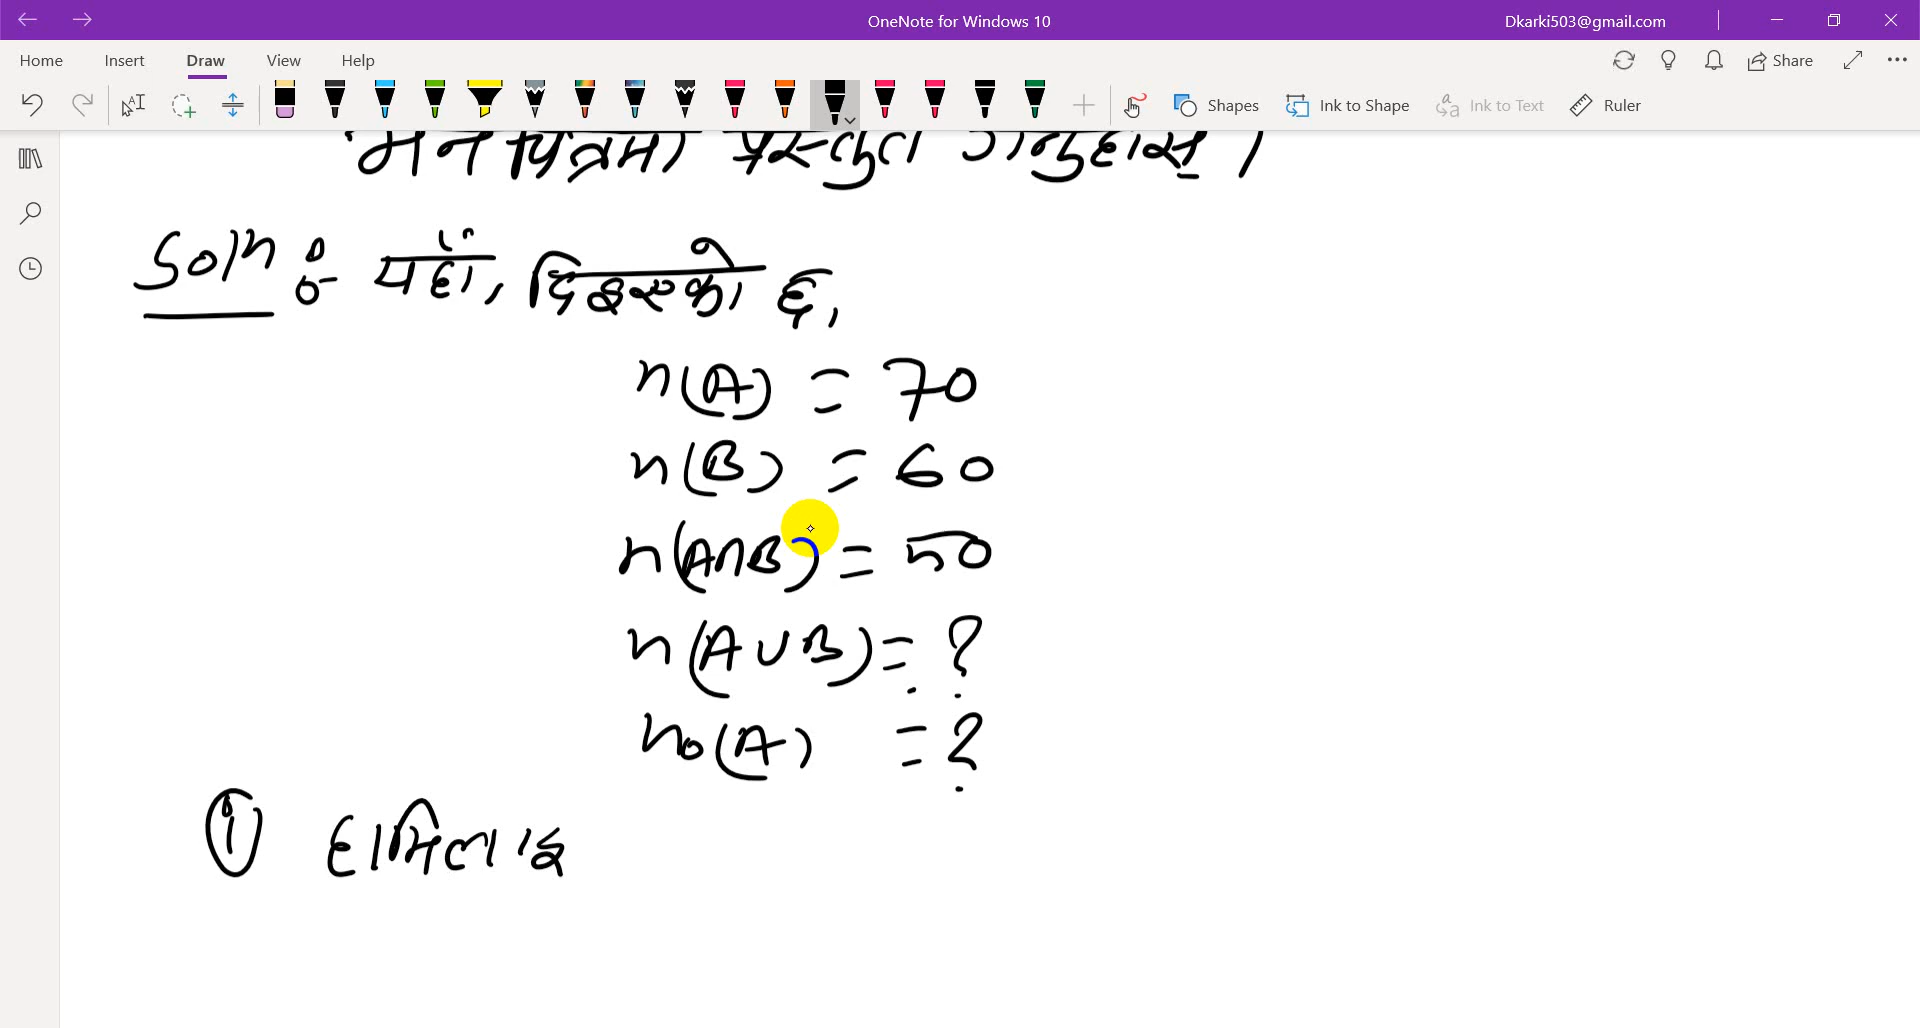 OneNote for Windows 10
Dkarki503@gmail.com
Home Insert Draw View Help
Share
Shapes Ink to Shape Ink to Text Ruler
Soln : यहाँ, दिइएको छ,
n(A) = 70
n(B) = 60
n(A∩B) = 50
n(A∪B) = ?
n₀(A) = ?
① हामीलाई